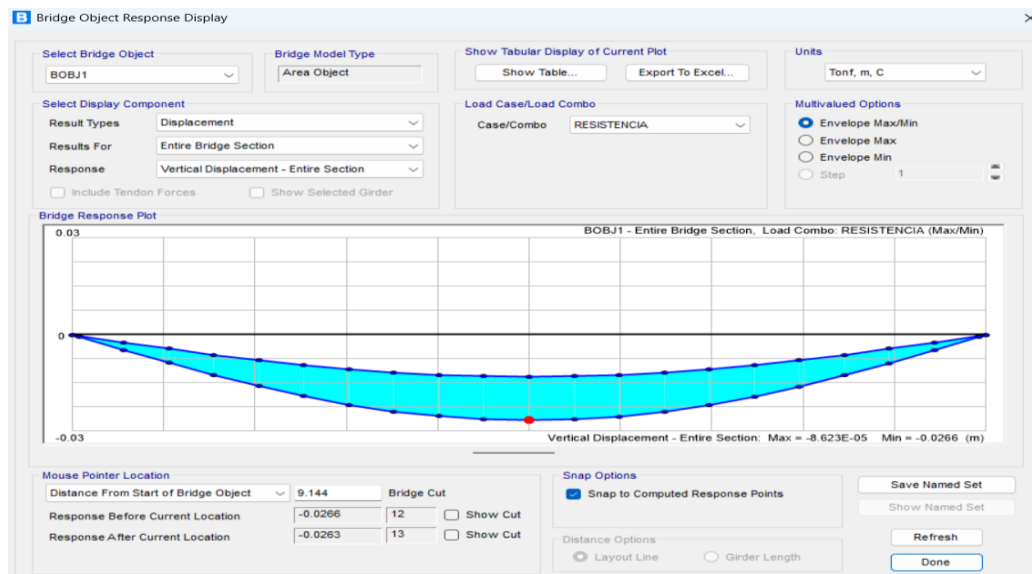 B Bridge Object Response Display
Select Bridge Object
BOBJ1
Bridge Model Type
Area Object
Show Tabular Display of Current Plot
Show Table...
Export To Excel...
Units
Tonf, m, C
Select Display Component
Result Types
Displacement
Results For
Entire Bridge Section
Response
Vertical Displacement - Entire Section
Include Tendon Forces
Show Selected Girder
Load Case/Load Combo
Case/Combo
RESISTENCIA
Multivalued Options
Envelope Max/Min
Envelope Max
Envelope Min
Step
1
Bridge Response Plot
0.03
BOBJ1 - Entire Bridge Section, Load Combo: RESISTENCIA (Max/Min)
0
-0.03
Vertical Displacement - Entire Section: Max = -8.623E-05 Min = -0.0266 (m)
Mouse Pointer Location
Distance From Start of Bridge Object
9.144
Bridge Cut
Response Before Current Location
-0.0266
12
Show Cut
Response After Current Location
-0.0263
13
Show Cut
Snap Options
Snap to Computed Response Points
Distance Options
Layout Line
Girder Length
Save Named Set
Show Named Set
Refresh
Done